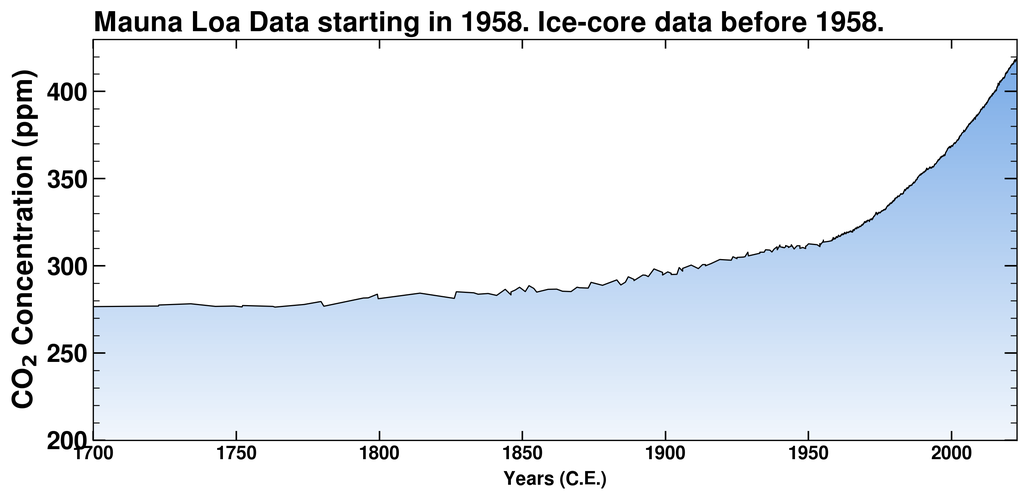 Mauna Loa Data starting in 1958. Ice-core data before 1958.
CO₂ Concentration (ppm)
400
350
300
250
200
1700 1750 1800 1850 1900 1950 2000
Years (C.E.)